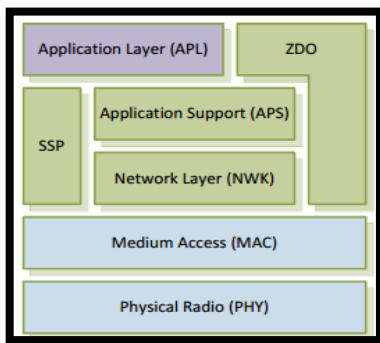 Application Layer (APL)
ZDO
Application Support (APS)
SSP
Network Layer (NWK)
Medium Access (MAC)
Physical Radio (PHY)